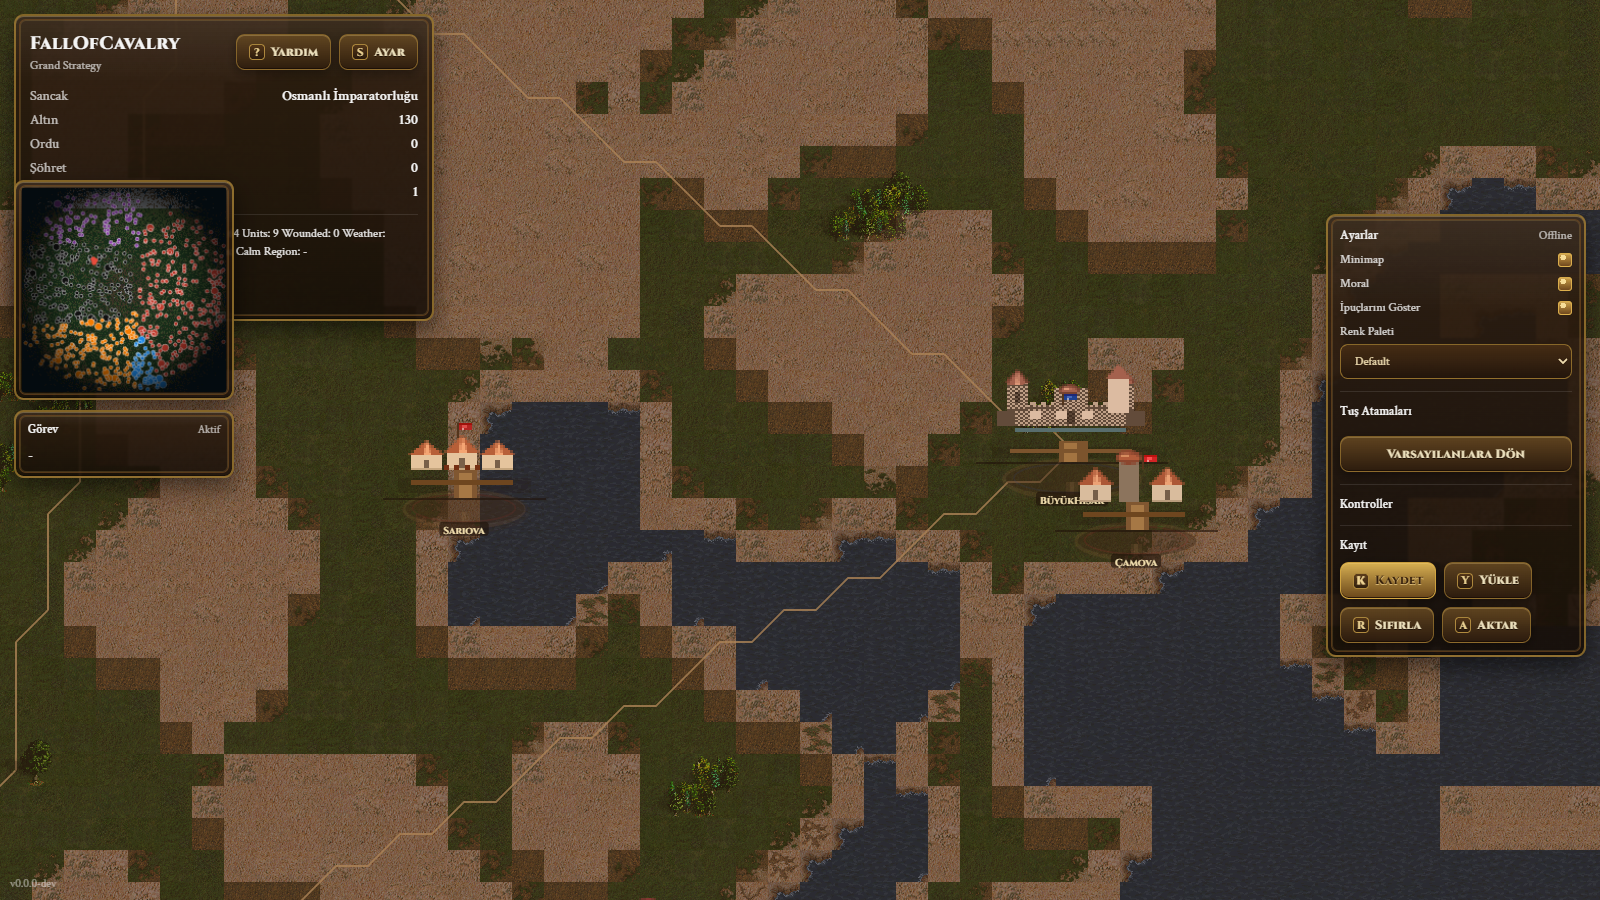 FallOfCavalry
Grand Strategy
? Yardım
S Ayar
Sancak Osmanlı İmparatorluğu
Altın 130
Ordu 0
Şöhret 0
1
4 Units: 9 Wounded: 0 Weather:
Calm Region: -
Görev Aktif
-
Sarıova
Çamova
Ayarlar Offline
Minimap
Moral
İpuçlarını Göster
Renk Paleti
Default
Tuş Atamaları
Varsayılanlara Dön
Kontroller
Kayıt
K Kaydet
Y Yükle
R Sıfırla
A Aktar
v0.0.0-dev